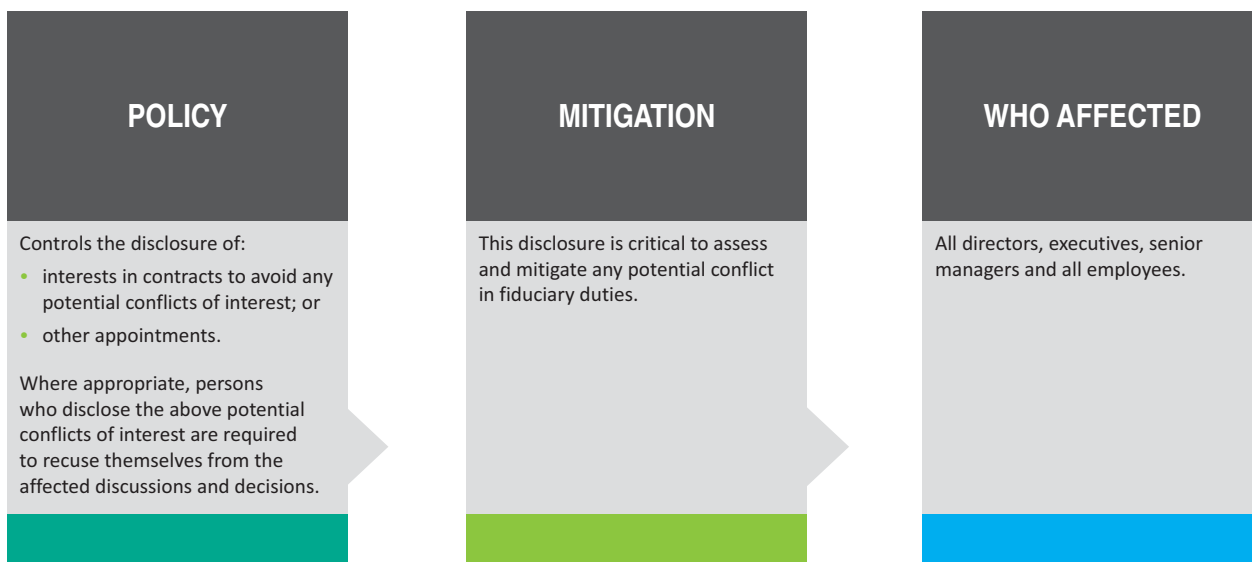 POLICY
Controls the disclosure of:
• interests in contracts to avoid any
potential conflicts of interest; or
• other appointments.
Where appropriate, persons
who disclose the above potential
conflicts of interest are required
to recuse themselves from the
affected discussions and decisions.
MITIGATION
This disclosure is critical to assess
and mitigate any potential conflict
in fiduciary duties.
WHO AFFECTED
All directors, executives, senior
managers and all employees.